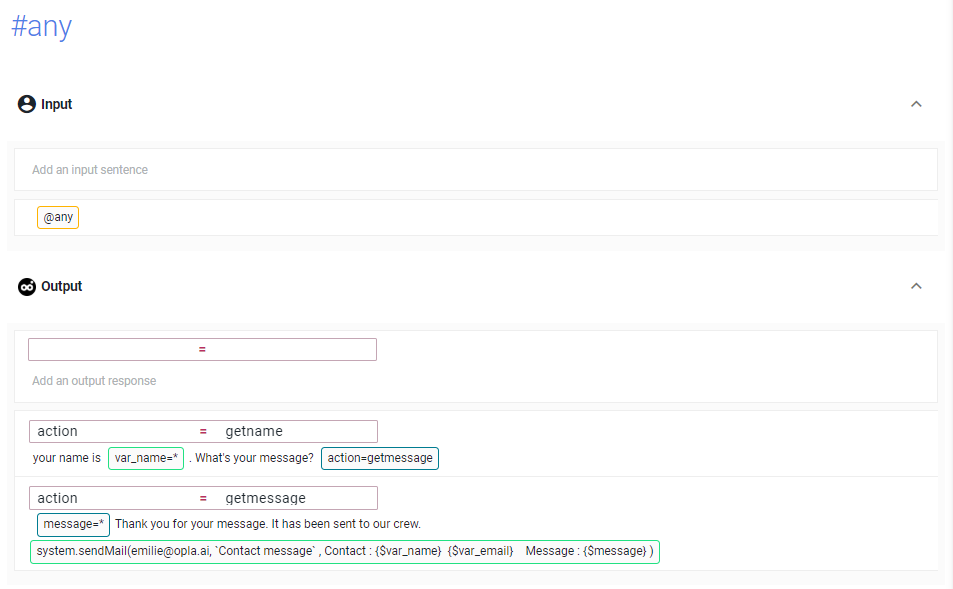 #any
Input
Add an input sentence
@any
Output
=
Add an output response
action = getname
your name is var_name=* . What's your message? action=getmessage
action = getmessage
message=* Thank you for your message. It has been sent to our crew.
system.sendMail(emilie@opla.ai, `Contact message` , Contact : {$var_name} {$var_email} Message : {$message} )